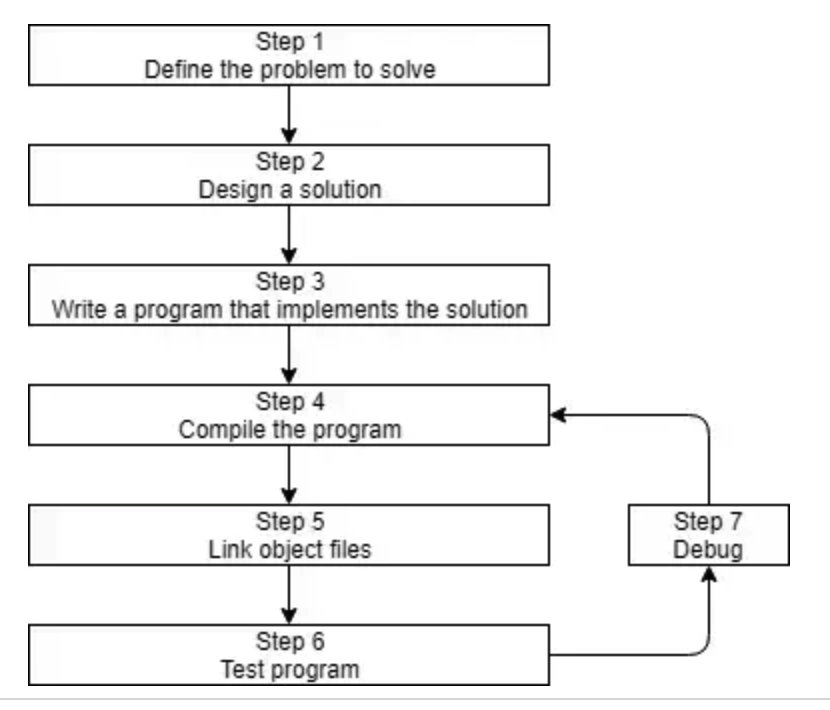 Step 1
Define the problem to solve
Step 2
Design a solution
Step 3
Write a program that implements the solution
Step 4
Compile the program
Step 5
Link object files
Step 7
Debug
Step 6
Test program